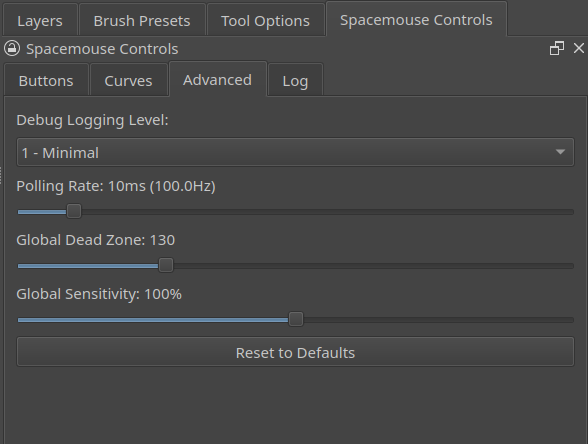 Layers Brush Presets Tool Options Spacemouse Controls
Spacemouse Controls
Buttons Curves Advanced Log
Debug Logging Level:
1 - Minimal
Polling Rate: 10ms (100.0Hz)
Global Dead Zone: 130
Global Sensitivity: 100%
Reset to Defaults